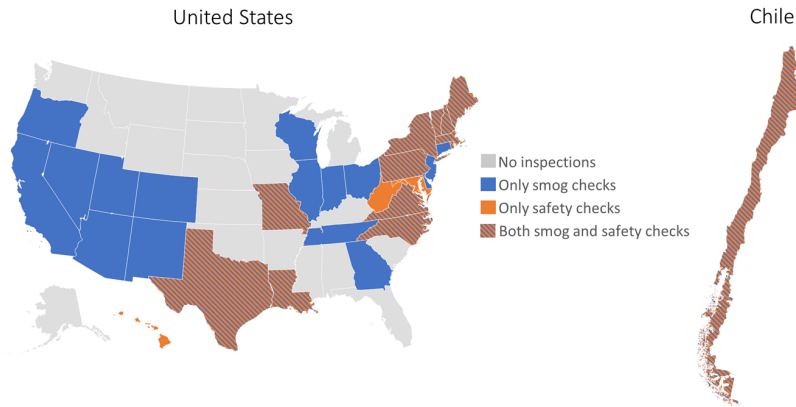 United States
Chile
No inspections
Only smog checks
Only safety checks
Both smog and safety checks